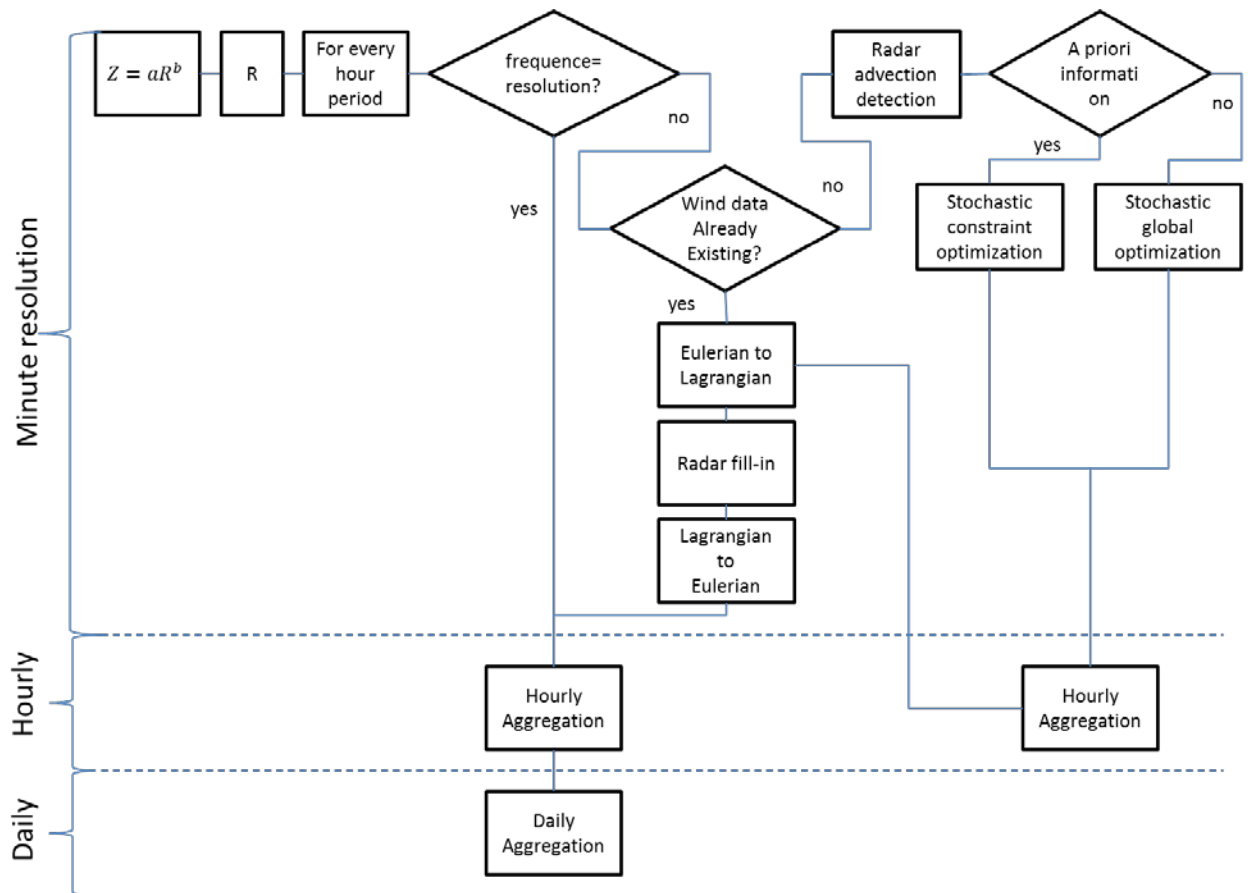 Z = aR^b
R
For every
hour
period
frequence=
resolution?
Radar
advection
detection
A priori
informati
on
no
no
yes
yes
no
Wind data
Already
Existing?
Stochastic
constraint
optimization
Stochastic
global
optimization
yes
Eulerian to
Lagrangian
Radar fill-in
Lagrangian
to
Eulerian
Minute resolution
Hourly
Hourly
Aggregation
Hourly
Aggregation
Daily
Daily
Aggregation